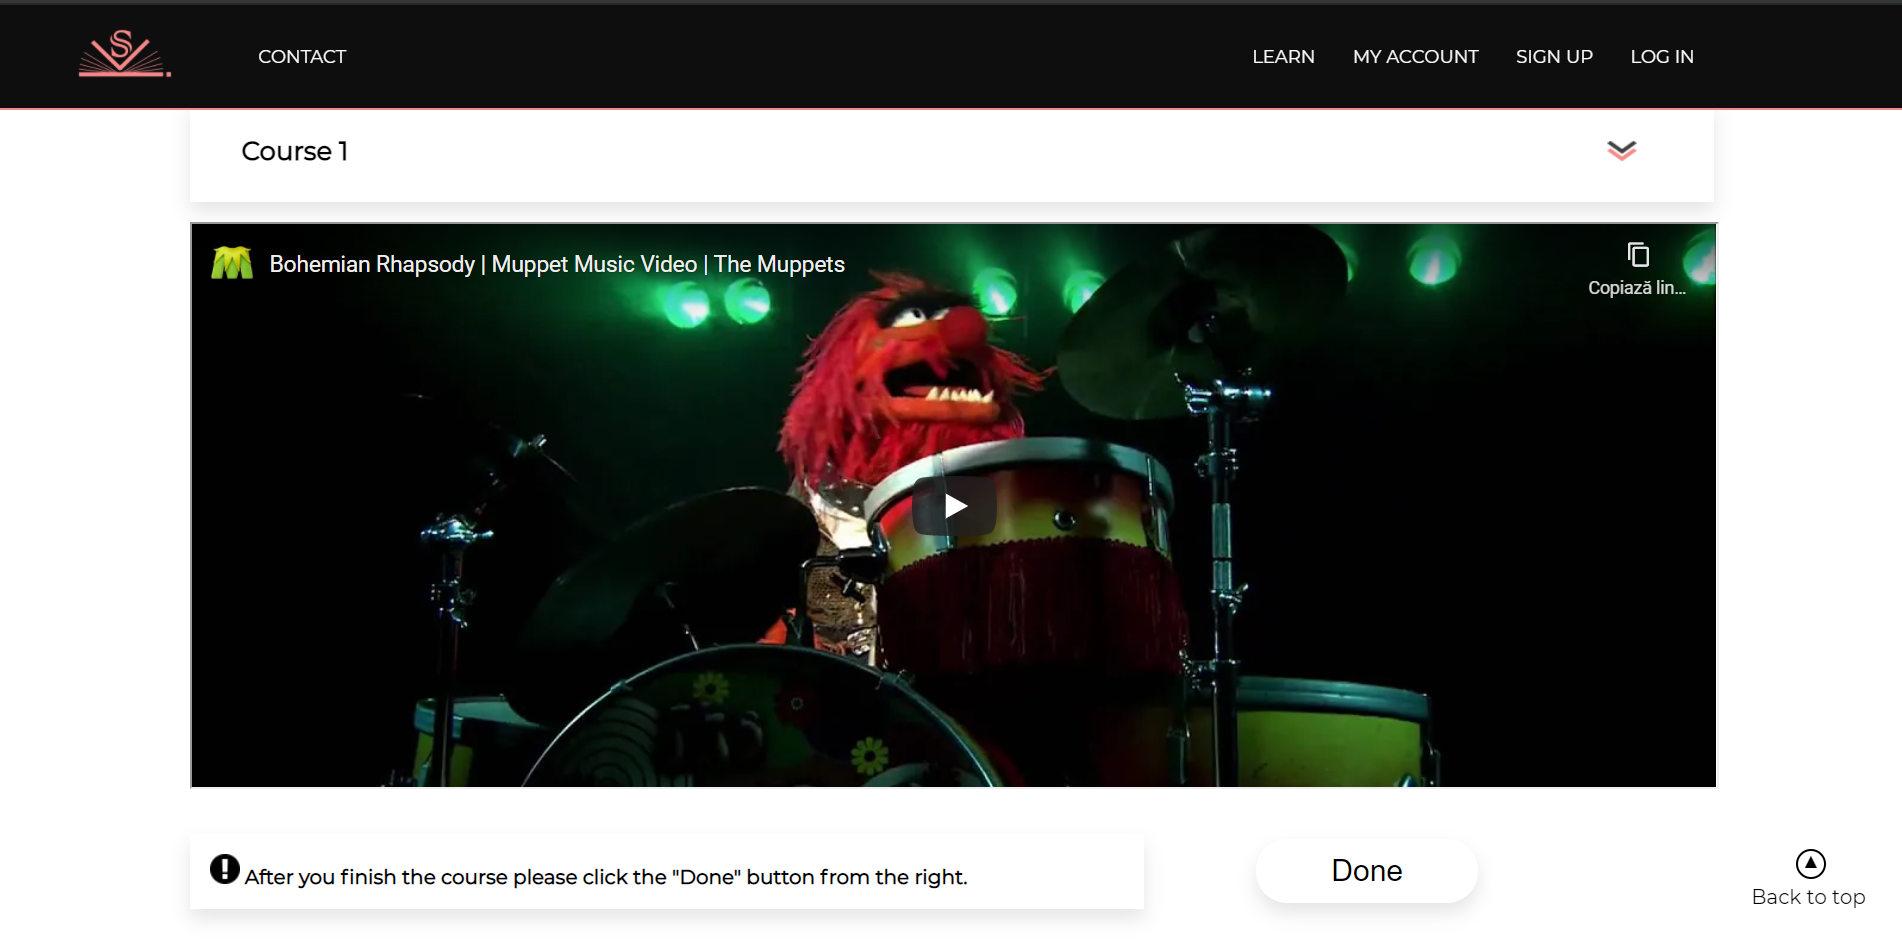 CONTACT
LEARN
MY ACCOUNT
SIGN UP
LOG IN
Course 1
Bohemian Rhapsody | Muppet Music Video | The Muppets
Copiază lin...
After you finish the course please click the "Done" button from the right.
Done
Back to top